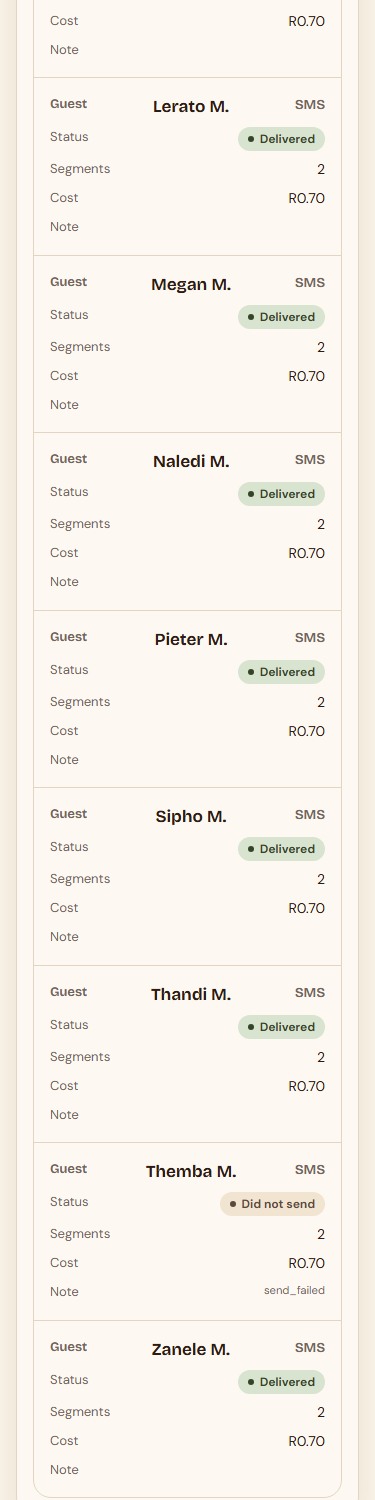 Cost R0.70
Note
Guest Lerato M. SMS
Status Delivered
Segments 2
Cost R0.70
Note
Guest Megan M. SMS
Status Delivered
Segments 2
Cost R0.70
Note
Guest Naledi M. SMS
Status Delivered
Segments 2
Cost R0.70
Note
Guest Pieter M. SMS
Status Delivered
Segments 2
Cost R0.70
Note
Guest Sipho M. SMS
Status Delivered
Segments 2
Cost R0.70
Note
Guest Thandi M. SMS
Status Delivered
Segments 2
Cost R0.70
Note
Guest Themba M. SMS
Status Did not send
Segments 2
Cost R0.70
Note send_failed
Guest Zanele M. SMS
Status Delivered
Segments 2
Cost R0.70
Note